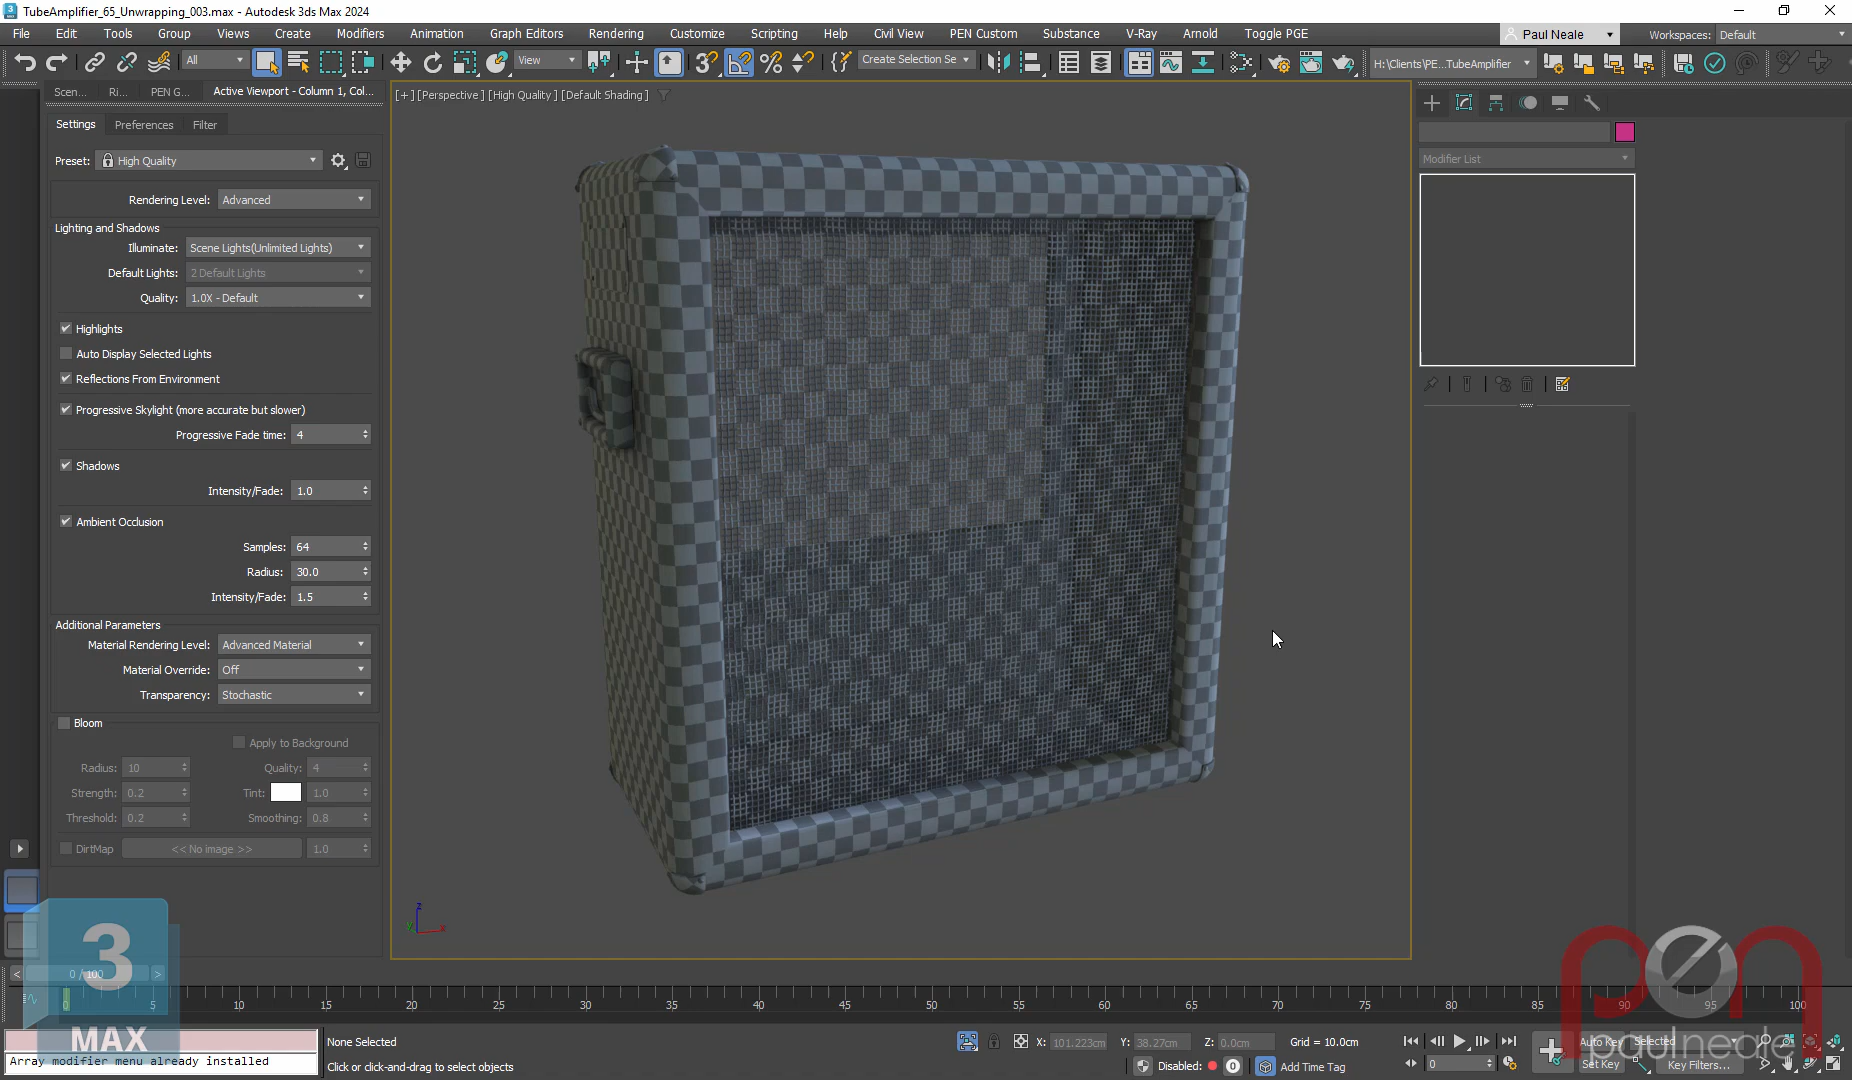 TubeAmplifier_65_Unwrapping_003.max - Autodesk 3ds Max 2024
File Edit Tools Group Views Create Modifiers Animation Graph Editors Rendering Customize Scripting Help Civil View PEN Custom Substance V-Ray Arnold Toggle PGE Paul Neale Workspaces: Default
All View Create Selection Se H:\Clients\PE...TubeAmplifier
Scen... Ri... PEN G... Active Viewport - Column 1, Col...
[+] [Perspective] [High Quality] [Default Shading]
Settings Preferences Filter
Preset: High Quality
Modifier List
Rendering Level: Advanced
Lighting and Shadows
Illuminate: Scene Lights(Unlimited Lights)
Default Lights: 2 Default Lights
Quality: 1.0X - Default
Highlights
Auto Display Selected Lights
Reflections From Environment
Progressive Skylight (more accurate but slower)
Progressive Fade time: 4
Shadows
Intensity/Fade: 1.0
Ambient Occlusion
Samples: 64
Radius: 30.0
Intensity/Fade: 1.5
Additional Parameters
Material Rendering Level: Advanced Material
Material Override: Off
Transparency: Stochastic
Bloom
Apply to Background
Radius: 10 Quality: 4
Strength: 0.2 Tint: 1.0
Threshold: 0.2 Smoothing: 0.8
DirtMap << No image >> 1.0
z
y x
3
MAX
< 0 / 100 >
0 5 10 15 20 25 30 35 40 45 50 55 60 65 70 75 80 85 90 95 100
pen
paulneale
None Selected
X: 101.223cm Y: 38.27cm Z: 0.0cm Grid = 10.0cm
Auto Key Selected
Array modifier menu already installed
Click or click-and-drag to select objects
Disabled: 0 Add Time Tag
0 Set Key Key Filters...